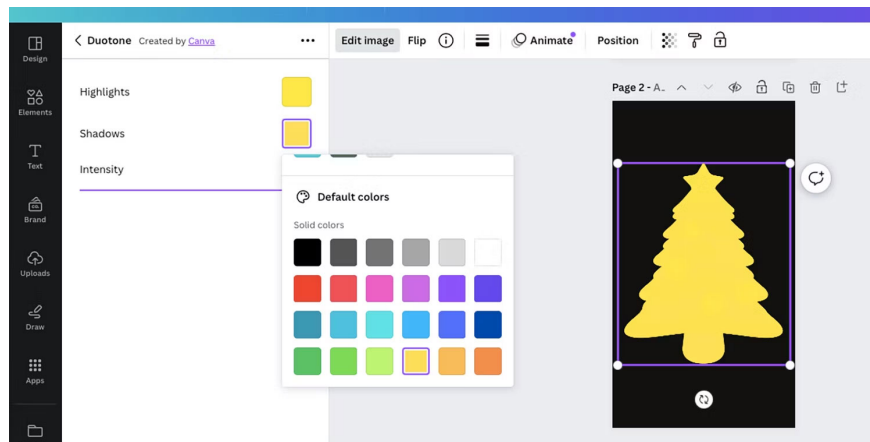 Design
Elements
Text
Brand
Uploads
Draw
Apps
Duotone Created by Canva
Highlights
Shadows
Intensity
Default colors
Solid colors
Edit image Flip Animate Position
Page 2 - A..